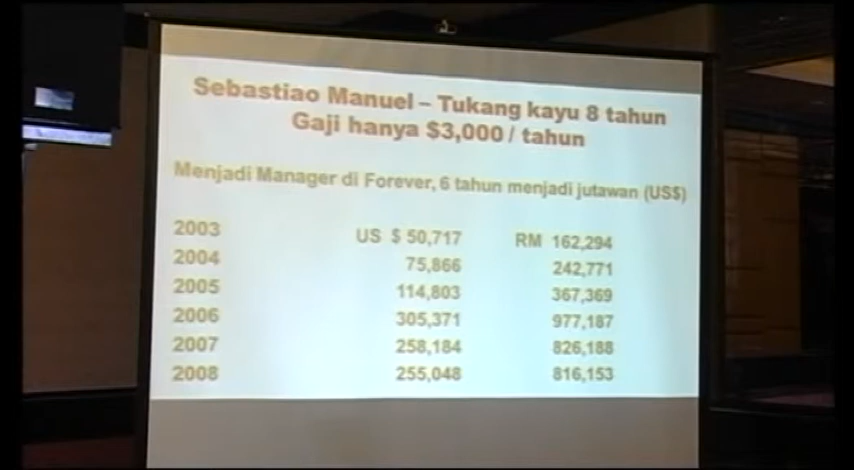 Sebastiao Manuel – Tukang kayu 8 tahun
Gaji hanya $3,000 / tahun
Menjadi Manager di Forever, 6 tahun menjadi jutawan (US$)
2003 US $ 50,717 RM 162,294
2004 75,866 242,771
2005 114,803 367,369
2006 305,371 977,187
2007 258,184 826,188
2008 255,048 816,153